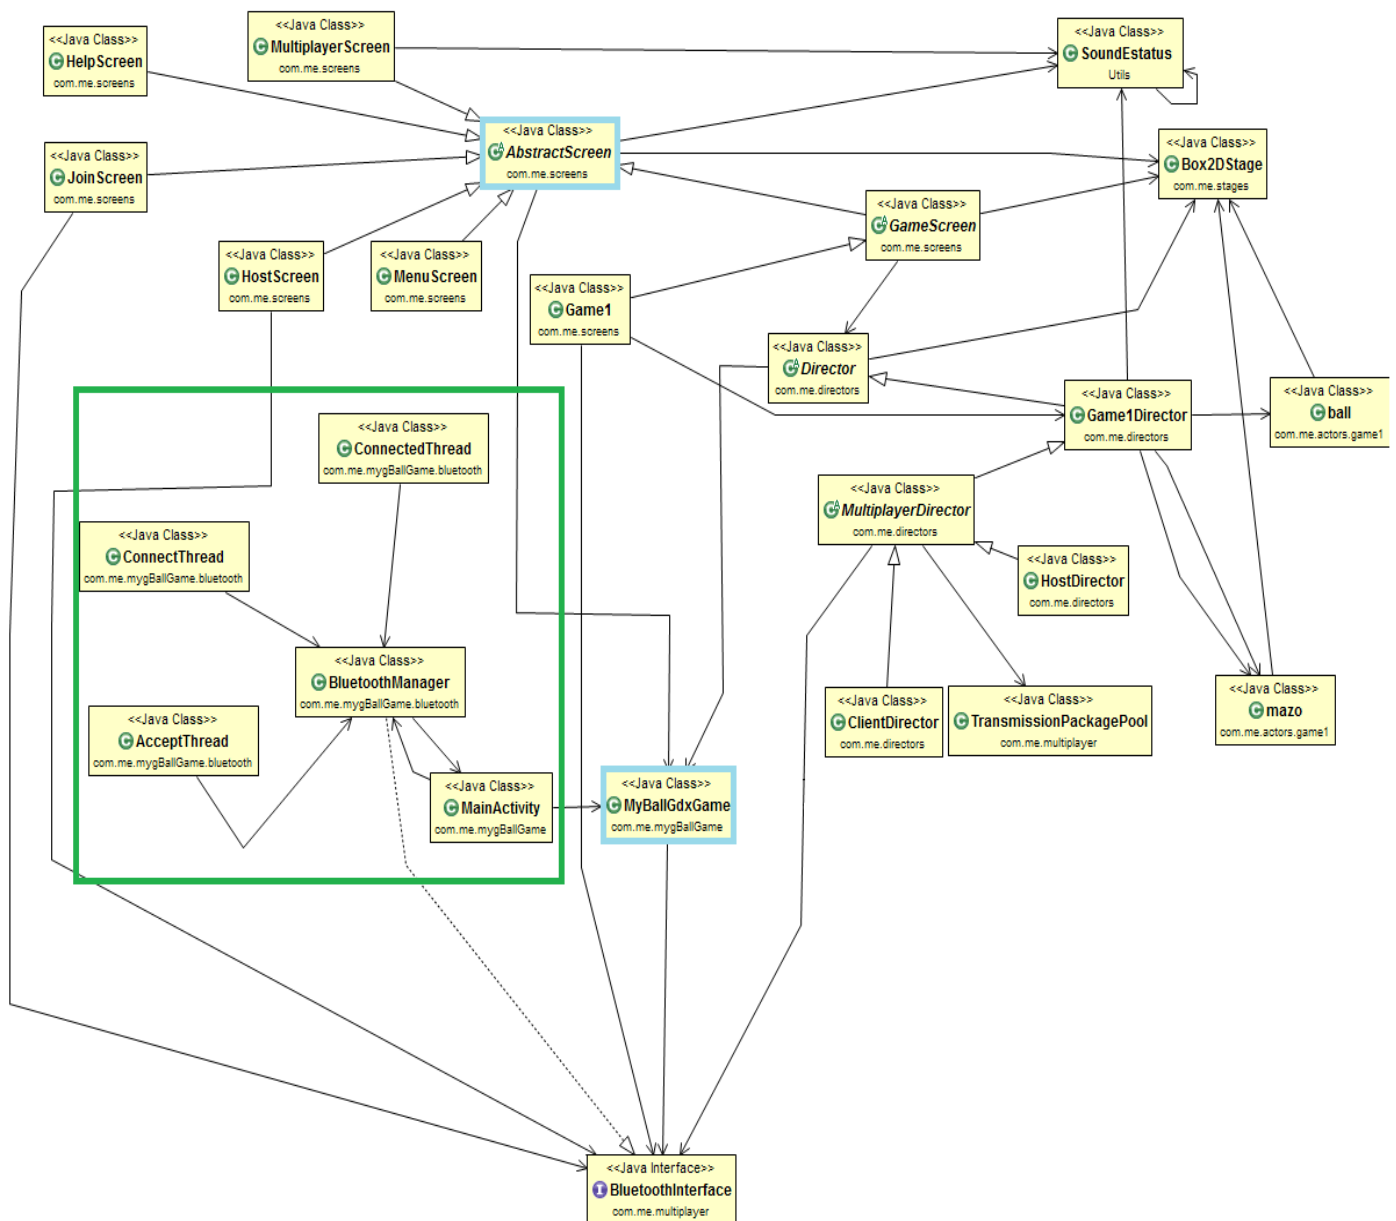 <<Java Class>>
HelpScreen
com.me.screens
<<Java Class>>
MultiplayerScreen
com.me.screens
<<Java Class>>
SoundEstatus
Utils
<<Java Class>>
AbstractScreen
com.me.screens
<<Java Class>>
JoinScreen
com.me.screens
<<Java Class>>
Box2DStage
com.me.stages
<<Java Class>>
GameScreen
com.me.screens
<<Java Class>>
HostScreen
com.me.screens
<<Java Class>>
MenuScreen
com.me.screens
<<Java Class>>
Game1
com.me.screens
<<Java Class>>
Director
com.me.directors
<<Java Class>>
Game1Director
com.me.directors
<<Java Class>>
ball
com.me.actors.game1
<<Java Class>>
ConnectedThread
com.me.mygBallGame.bluetooth
<<Java Class>>
MultiplayerDirector
com.me.directors
<<Java Class>>
ConnectThread
com.me.mygBallGame.bluetooth
<<Java Class>>
HostDirector
com.me.directors
<<Java Class>>
BluetoothManager
com.me.mygBallGame.bluetooth
<<Java Class>>
AcceptThread
com.me.mygBallGame.bluetooth
<<Java Class>>
ClientDirector
com.me.directors
<<Java Class>>
TransmissionPackagePool
com.me.multiplayer
<<Java Class>>
mazo
com.me.actors.game1
<<Java Class>>
MainActivity
com.me.mygBallGame
<<Java Class>>
MyBallGdxGame
com.me.mygBallGame
<<Java Interface>>
BluetoothInterface
com.me.multiplayer